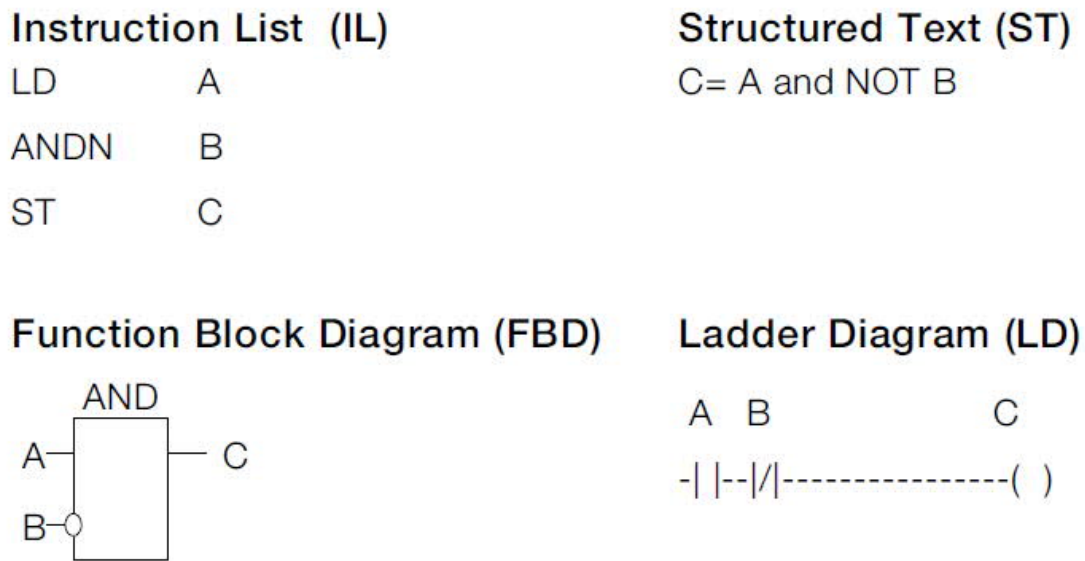 Instruction List (IL)
LD A
ANDN B
ST C
Structured Text (ST)
C= A and NOT B
Function Block Diagram (FBD)
AND
A C
B
Ladder Diagram (LD)
A B C
-| |--|/|----------------( )